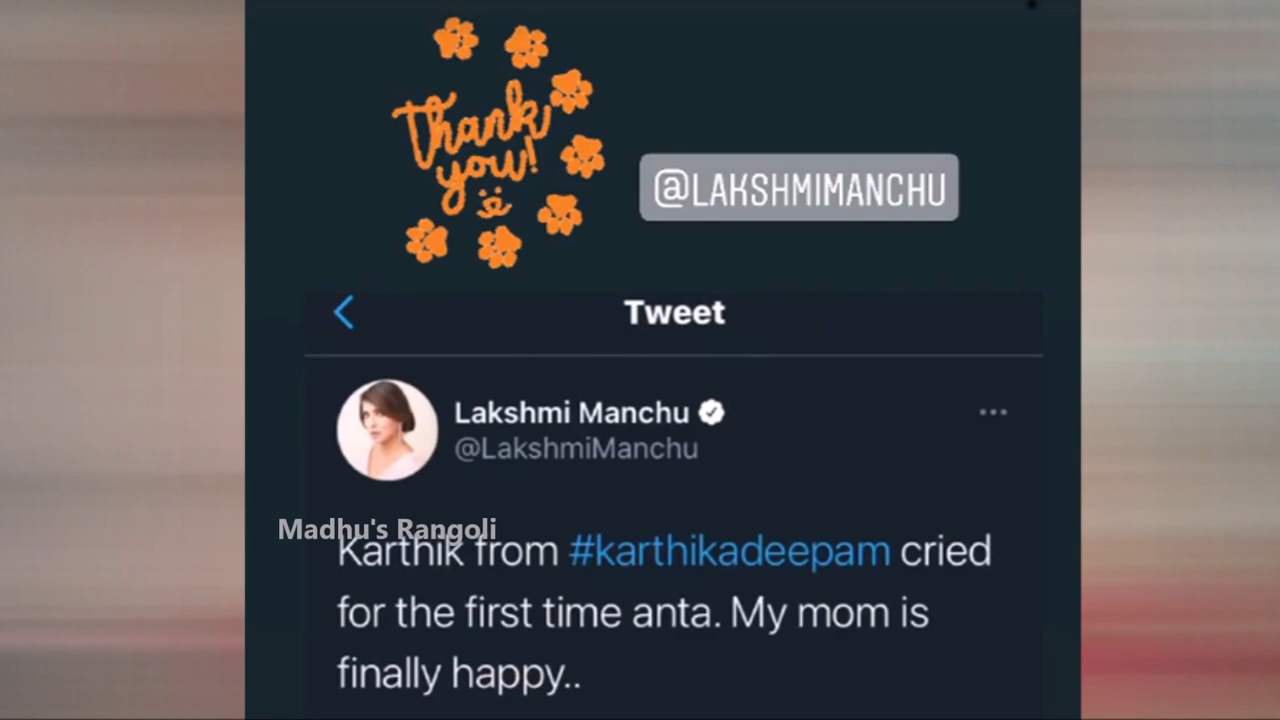 Thank
you!
@LAKSHMIMANCHU
Tweet
Lakshmi Manchu
@LakshmiManchu
Madhu's Rangoli
Karthik from #karthikadeepam cried
for the first time anta. My mom is
finally happy..